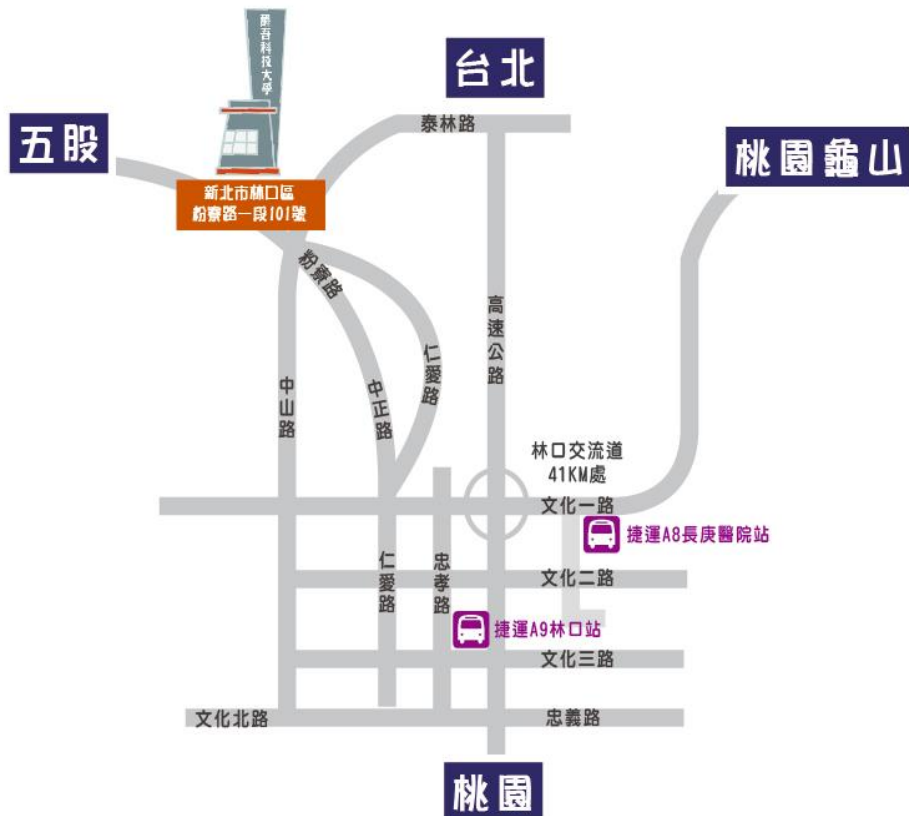 醒吾科技大學
台北
五股
泰林路
桃園龜山
新北市林口區
粉寮路一段101號
粉寮路
高速公路
仁愛路
中山路
中正路
林口交流道
41KM處
文化一路
捷運A8長庚醫院站
仁愛路
忠孝路
文化二路
捷運A9林口站
文化三路
文化北路
忠義路
桃園